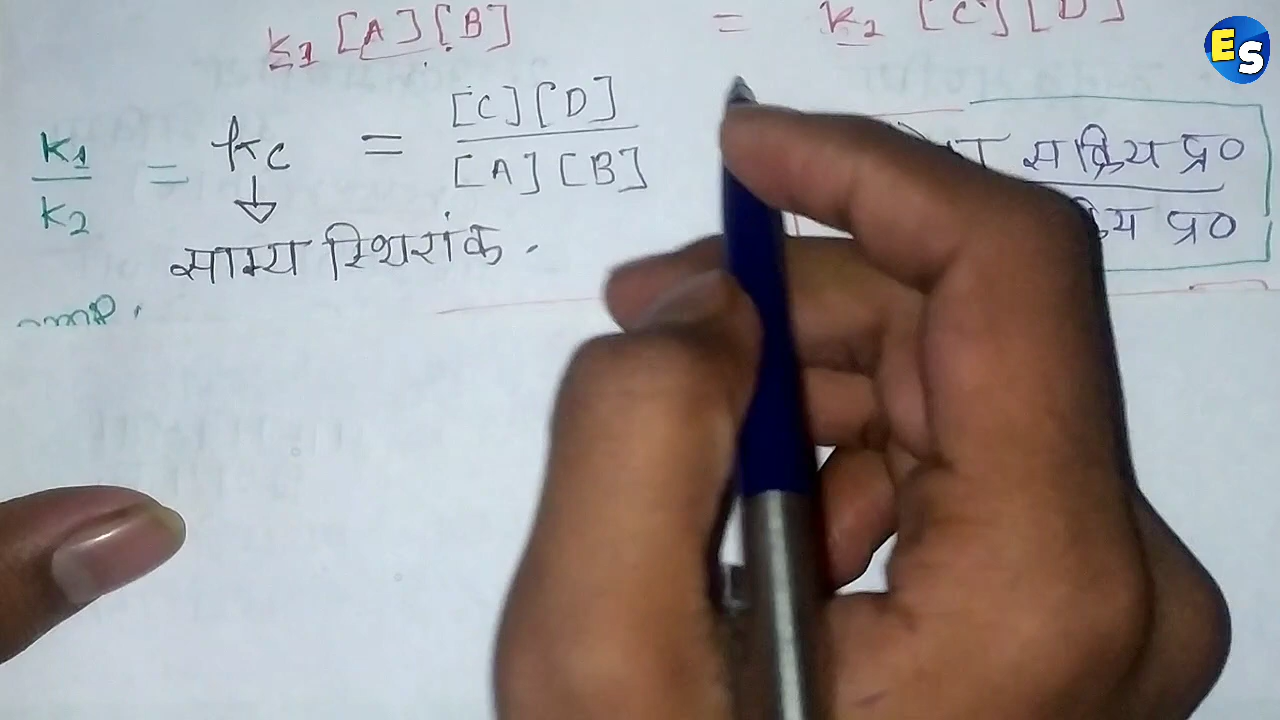 k1 [A][B] = k2 [C][D]
K1/K2 = kc = [C][D]/[A][B]
सक्रिय द्र०
क्रिय द्र०
↓
साम्य स्थिरांक.
ES